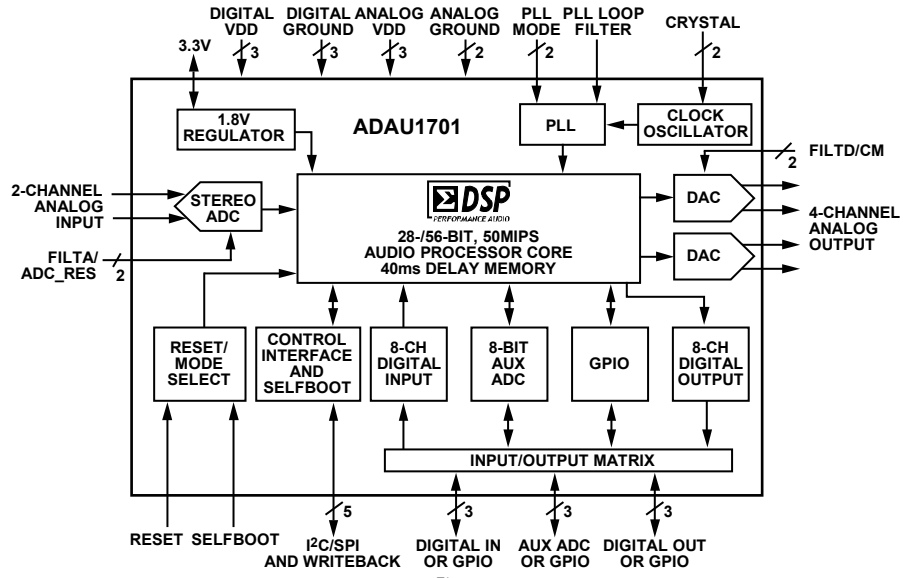 DIGITAL
VDD
DIGITAL
GROUND
ANALOG
VDD
ANALOG
GROUND
PLL
MODE
PLL LOOP
FILTER
CRYSTAL
3.3V
3
3
3
2
2
2
1.8V
REGULATOR
ADAU1701
PLL
CLOCK
OSCILLATOR
FILTD/CM
2
2-CHANNEL
ANALOG
INPUT
STEREO
ADC
DSP
PERFORMANCE AUDIO
28-/56-BIT, 50MIPS
AUDIO PROCESSOR CORE
40ms DELAY MEMORY
DAC
DAC
4-CHANNEL
ANALOG
OUTPUT
FILTA/
ADC_RES
2
RESET/
MODE
SELECT
CONTROL
INTERFACE
AND
SELFBOOT
8-CH
DIGITAL
INPUT
8-BIT
AUX
ADC
GPIO
8-CH
DIGITAL
OUTPUT
INPUT/OUTPUT MATRIX
5
3
3
3
RESET
SELFBOOT
I2C/SPI
AND WRITEBACK
DIGITAL IN
OR GPIO
AUX ADC
OR GPIO
DIGITAL OUT
OR GPIO